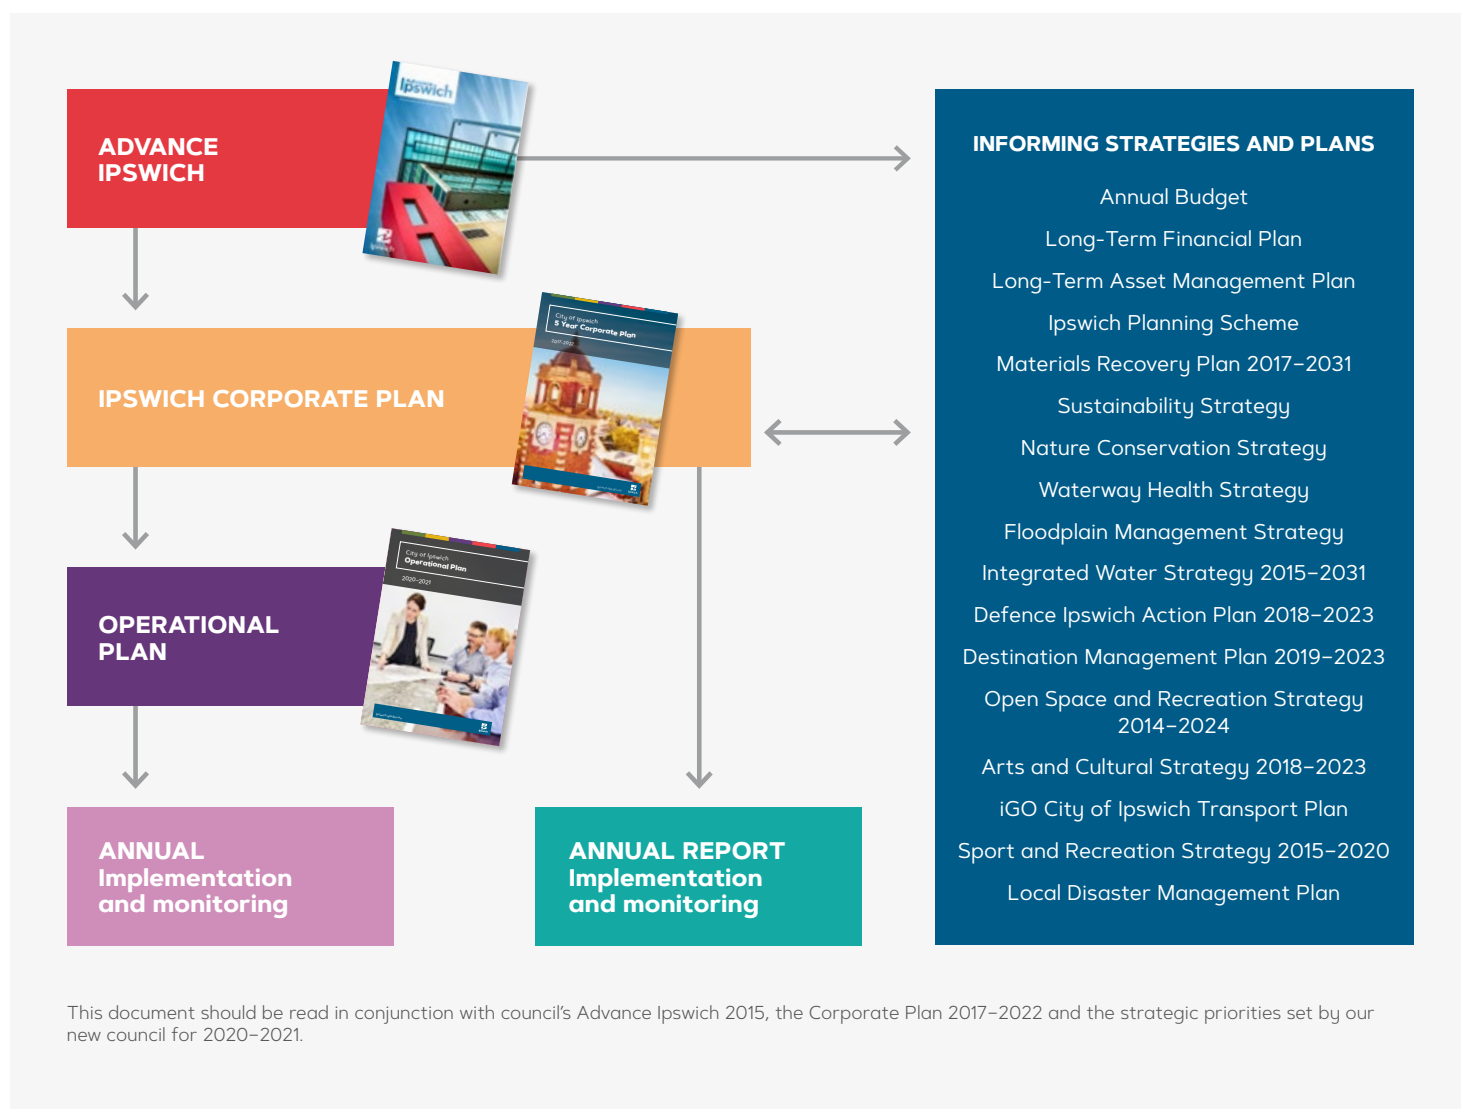 ADVANCE
IPSWICH
Advance
Ipswich
Ipswich
IPSWICH CORPORATE PLAN
City of Ipswich
5 Year Corporate Plan
2017-2022
OPERATIONAL
PLAN
City of Ipswich
Operational Plan
2020-2021
ANNUAL
Implementation
and monitoring
ANNUAL REPORT
Implementation
and monitoring
INFORMING STRATEGIES AND PLANS
Annual Budget
Long-Term Financial Plan
Long-Term Asset Management Plan
Ipswich Planning Scheme
Materials Recovery Plan 2017–2031
Sustainability Strategy
Nature Conservation Strategy
Waterway Health Strategy
Floodplain Management Strategy
Integrated Water Strategy 2015–2031
Defence Ipswich Action Plan 2018–2023
Destination Management Plan 2019–2023
Open Space and Recreation Strategy
2014–2024
Arts and Cultural Strategy 2018–2023
iGO City of Ipswich Transport Plan
Sport and Recreation Strategy 2015–2020
Local Disaster Management Plan
This document should be read in conjunction with council’s Advance Ipswich 2015, the Corporate Plan 2017–2022 and the strategic priorities set by our
new council for 2020–2021.